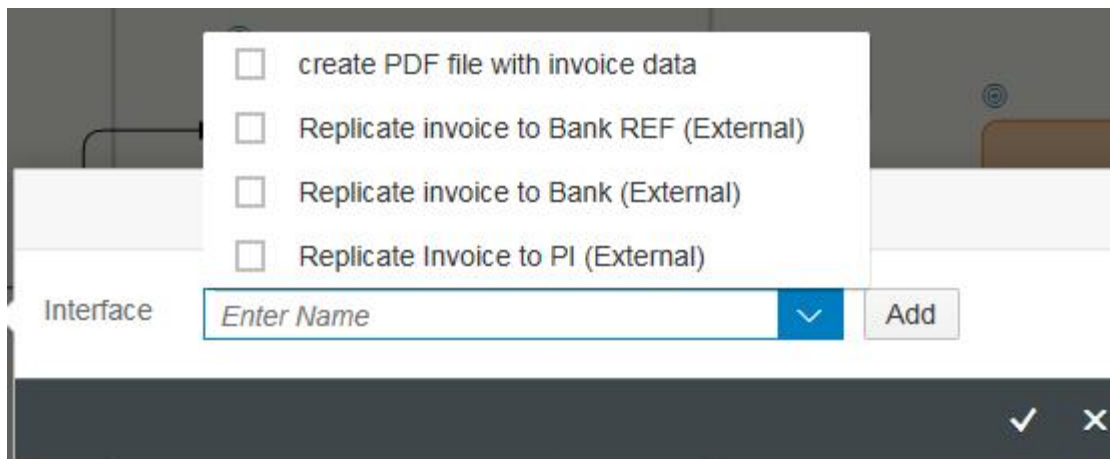 create PDF file with invoice data
Replicate invoice to Bank REF (External)
Replicate invoice to Bank (External)
Replicate Invoice to PI (External)
Interface
Enter Name
Add